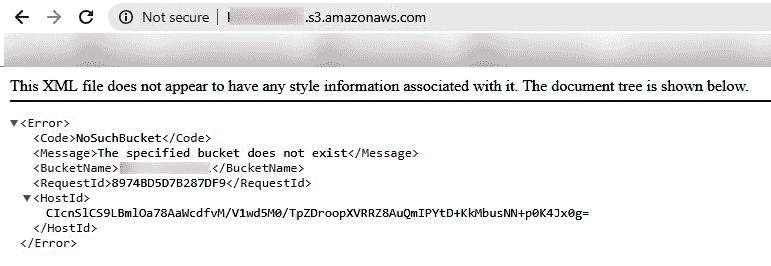 Not secure .s3.amazonaws.com
This XML file does not appear to have any style information associated with it. The document tree is shown below.
▼<Error>
<Code>NoSuchBucket</Code>
<Message>The specified bucket does not exist</Message>
<BucketName></BucketName>
<RequestId>8974BD5D7B287DF9</RequestId>
▼<HostId>
CIcnSlCS9LBmlOa78AaWcdfvM/V1wd5M0/TpZDroopXVRRZ8AuQmIPYtD+KkMbusNN+p0K4Jx0g=
</HostId>
</Error>